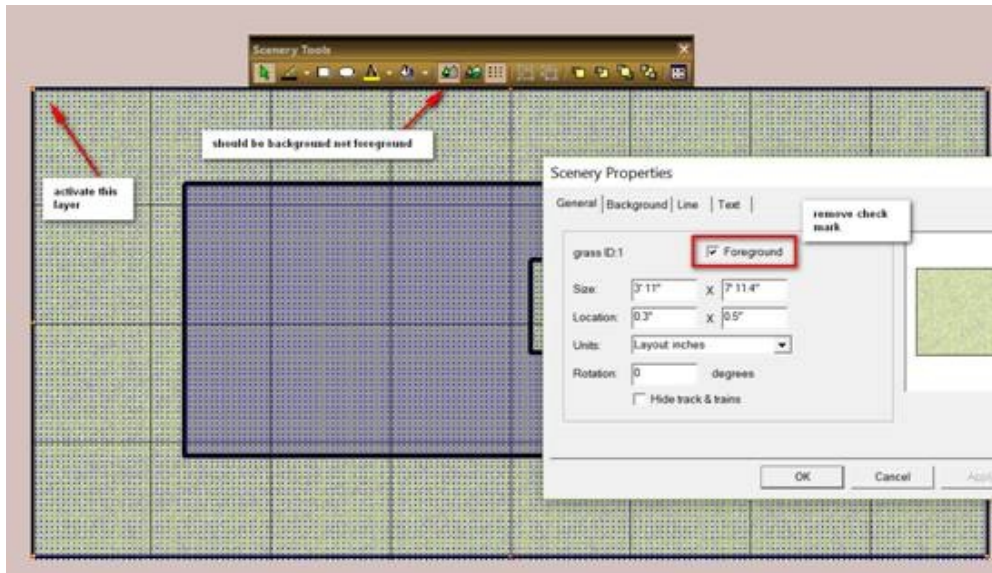 Scenery Tools
should be background not foreground
activate this
layer
Scenery Properties
General Background Line Text
remove check
mark
grass ID:1
Foreground
Size: 3' 11" X 7' 11.4"
Location: 0.3" X 0.5"
Units: Layout inches
Rotation: 0 degrees
Hide track & trains
OK Cancel